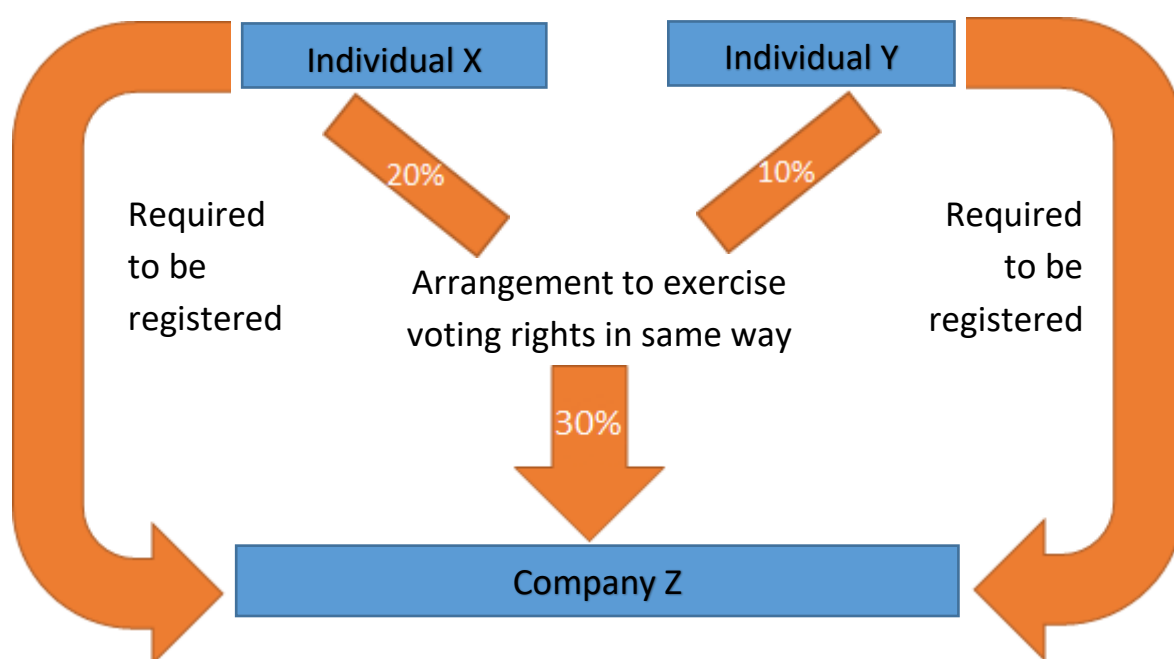 Individual X
Individual Y
20%
10%
Required
to be
registered
Required
to be
registered
Arrangement to exercise
voting rights in same way
30%
Company Z